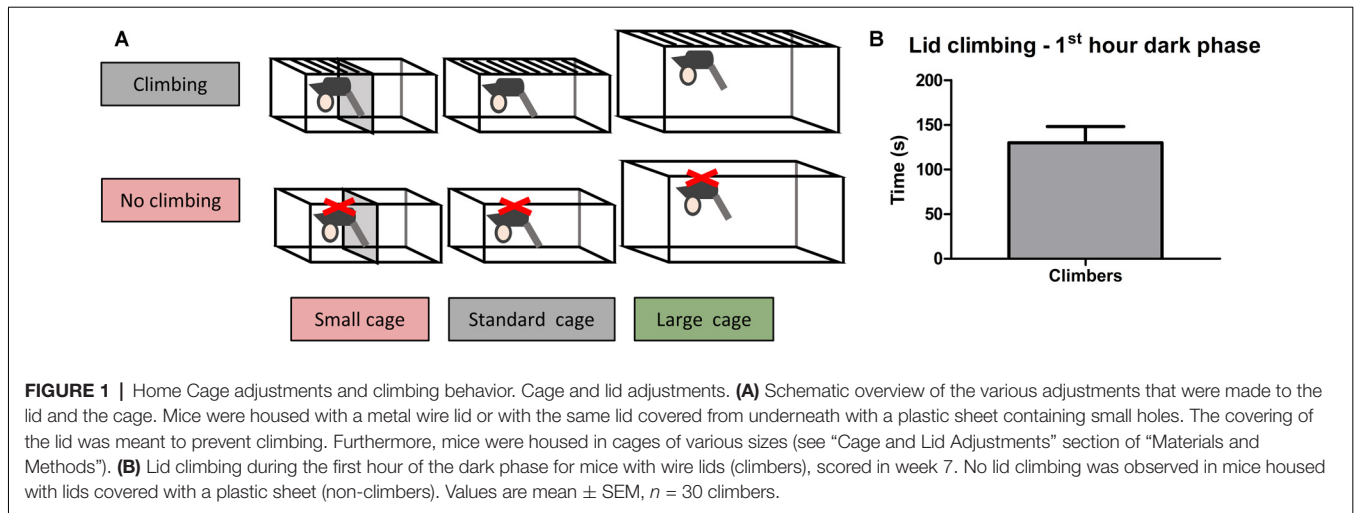 A
B
Lid climbing - 1st hour dark phase
Climbing
No climbing
Small cage
Standard cage
Large cage
200
150
100
50
0
Time (s)
Climbers
FIGURE 1 | Home Cage adjustments and climbing behavior. Cage and lid adjustments. (A) Schematic overview of the various adjustments that were made to the
lid and the cage. Mice were housed with a metal wire lid or with the same lid covered from underneath with a plastic sheet containing small holes. The covering of
the lid was meant to prevent climbing. Furthermore, mice were housed in cages of various sizes (see “Cage and Lid Adjustments” section of “Materials and
Methods”). (B) Lid climbing during the first hour of the dark phase for mice with wire lids (climbers), scored in week 7. No lid climbing was observed in mice housed
with lids covered with a plastic sheet (non-climbers). Values are mean ± SEM, n = 30 climbers.